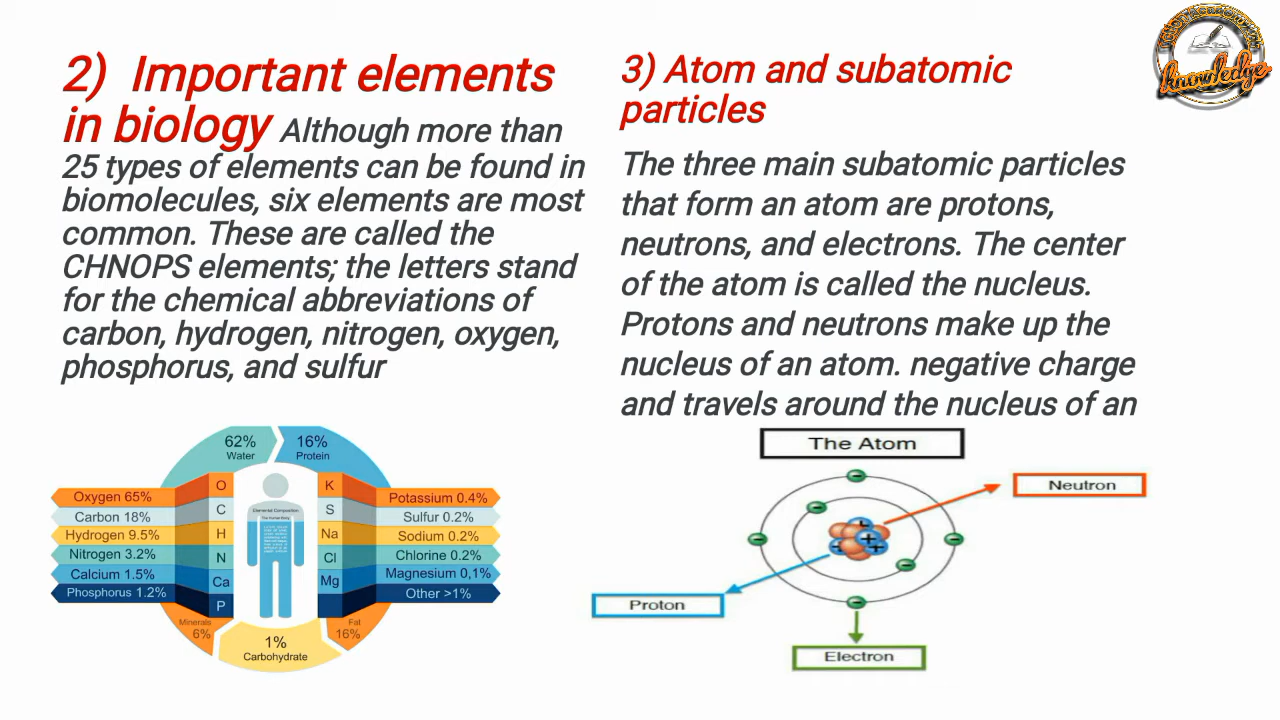 2) Important elements
in biology Although more than
25 types of elements can be found in
biomolecules, six elements are most
common. These are called the
CHNOPS elements; the letters stand
for the chemical abbreviations of
carbon, hydrogen, nitrogen, oxygen,
phosphorus, and sulfur
62%
Water
16%
Protein
Oxygen 65%
Carbon 18%
Hydrogen 9.5%
Nitrogen 3.2%
Calcium 1.5%
Phosphorus 1.2%
O
C
H
N
Ca
P
Elemental Composition
The Human Body
K
S
Na
Cl
Mg
Potassium 0.4%
Sulfur 0.2%
Sodium 0.2%
Chlorine 0.2%
Magnesium 0,1%
Other >1%
Minerals
6%
Fat
16%
1%
Carbohydrate
3) Atom and subatomic
particles
The three main subatomic particles
that form an atom are protons,
neutrons, and electrons. The center
of the atom is called the nucleus.
Protons and neutrons make up the
nucleus of an atom. negative charge
and travels around the nucleus of an
The Atom
Neutron
Proton
Electron
knowledge